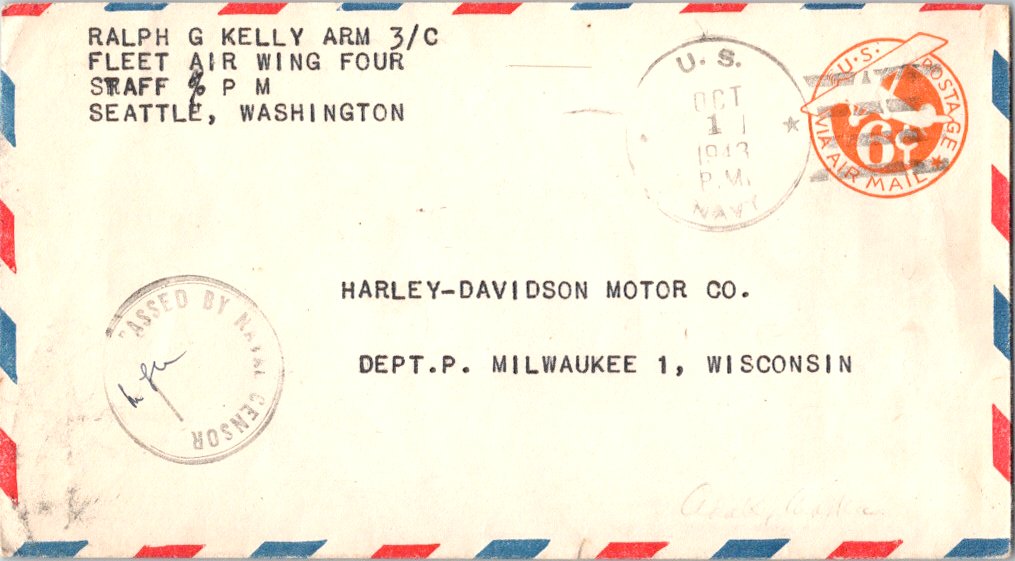 RALPH G KELLY ARM 3/C
FLEET AIR WING FOUR
STAFF % P M
SEATTLE, WASHINGTON
U. S.
OCT
1
1943
P.M.
NAVY
U.S. POSTAGE
6¢
VIA AIR MAIL
HARLEY-DAVIDSON MOTOR CO.
DEPT.P. MILWAUKEE 1, WISCONSIN
PASSED BY NAVAL CENSOR